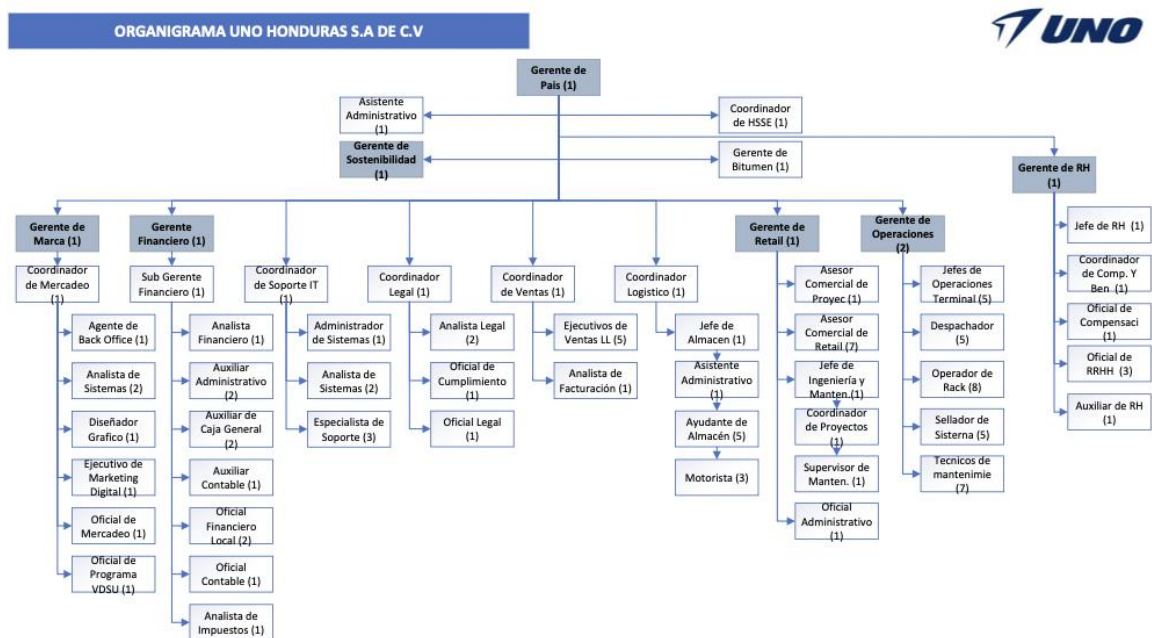 ORGANIGRAMA UNO HONDURAS S.A DE C.V
UNO
Gerente de
Pais (1)
Asistente
Administrativo
(1)
Coordinador
de HSSE (1)
Gerente de
Sostenibilidad
(1)
Gerente de
Bitumen (1)
Gerente de RH
(1)
Jefe de RH (1)
Coordinador
de Comp. Y
Ben (1)
Oficial de
Compensaci
(1)
Oficial de
RRHH (3)
Auxiliar de RH
(1)
Gerente de
Marca (1)
Coordinador
de Mercadeo
(1)
Agente de
Back Office (1)
Analista de
Sistemas (2)
Diseñador
Grafico (1)
Ejecutivo de
Marketing
Digital (1)
Oficial de
Mercadeo (1)
Oficial de
Programa
VDSU (1)
Gerente
Financiero (1)
Sub Gerente
Financiero (1)
Analista
Financiero (1)
Auxiliar
Administrativo
(2)
Auxiliar de
Caja General
(2)
Auxiliar
Contable (1)
Oficial
Financiero
Local (2)
Oficial
Contable (1)
Analista de
Impuestos (1)
Coordinador
de Soporte IT
(1)
Administrador
de Sistemas (1)
Analista de
Sistemas (2)
Especialista de
Soporte (3)
Coordinador
Legal (1)
Analista Legal
(2)
Oficial de
Cumplimiento
(1)
Oficial Legal
(1)
Coordinador
de Ventas (1)
Ejecutivos de
Ventas LL (5)
Analista de
Facturación (1)
Coordinador
Logistico (1)
Jefe de
Almacen (1)
Asistente
Administrativo
(1)
Ayudante de
Almacén (5)
Motorista (3)
Gerente de
Retail (1)
Asesor
Comercial de
Proyec (1)
Asesor
Comercial de
Retail (7)
Jefe de
Ingeniería y
Manten.(1)
Coordinador
de Proyectos
(1)
Supervisor de
Manten. (1)
Oficial
Administrativo
(1)
Gerente de
Operaciones
(2)
Jefes de
Operaciones
Terminal (5)
Despachador
(5)
Operador de
Rack (8)
Sellador de
Sisterna (5)
Tecnicos de
mantenimie
(7)